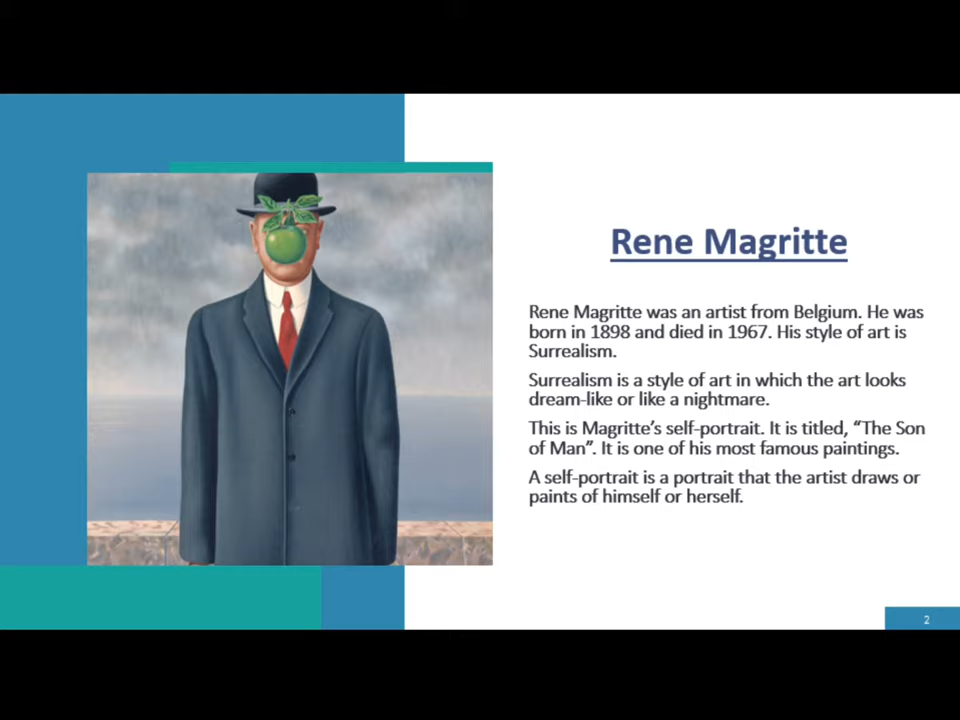 Rene Magritte
Rene Magritte was an artist from Belgium. He was
born in 1898 and died in 1967. His style of art is
Surrealism.
Surrealism is a style of art in which the art looks
dream-like or like a nightmare.
This is Magritte’s self-portrait. It is titled, “The Son
of Man”. It is one of his most famous paintings.
A self-portrait is a portrait that the artist draws or
paints of himself or herself.
2